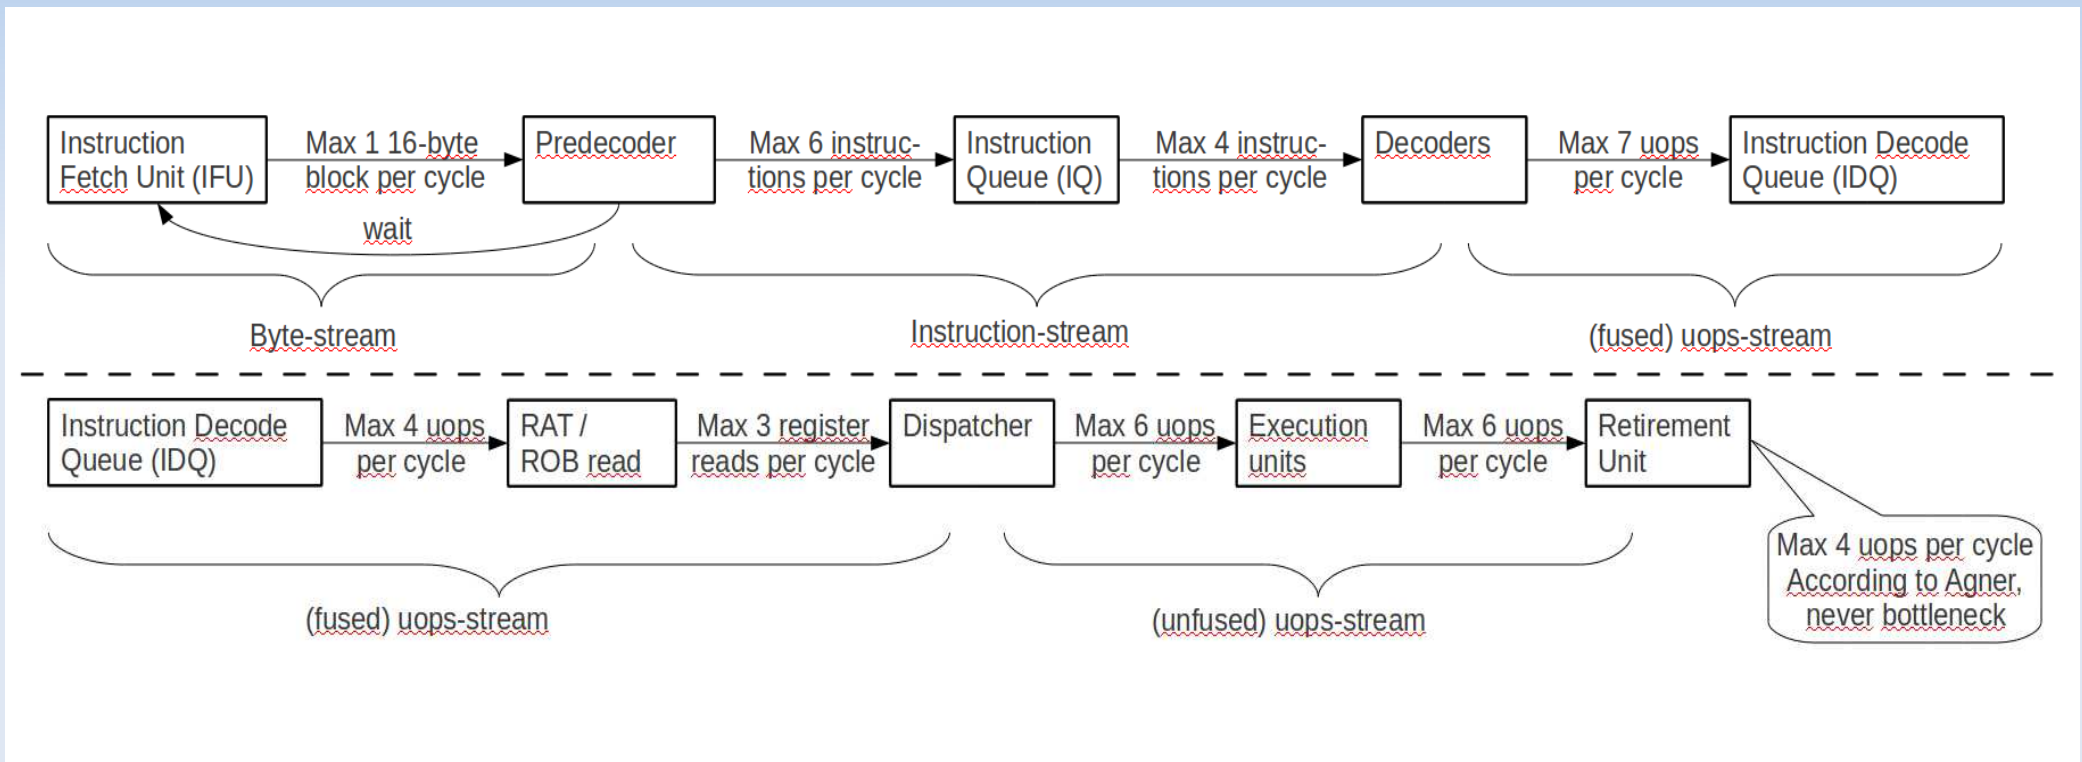 Instruction
Fetch Unit (IFU)
Max 1 16-byte
block per cycle
Predecoder
Max 6 instruc-
tions per cycle
Instruction
Queue (IQ)
Max 4 instruc-
tions per cycle
Decoders
Max 7 uops
per cycle
Instruction Decode
Queue (IDQ)
wait
Byte-stream
Instruction-stream
(fused) uops-stream
Instruction Decode
Queue (IDQ)
Max 4 uops
per cycle
RAT /
ROB read
Max 3 register
reads per cycle
Dispatcher
Max 6 uops
per cycle
Execution
units
Max 6 uops
per cycle
Retirement
Unit
Max 4 uops per cycle
According to Agner,
never bottleneck
(fused) uops-stream
(unfused) uops-stream